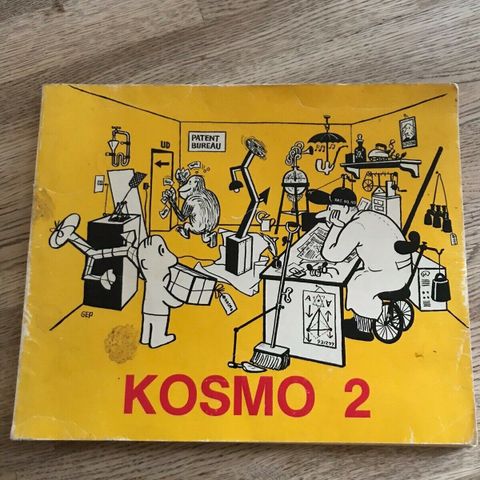 UD
PATENT
BUREAU
GEP
KOSMO 2